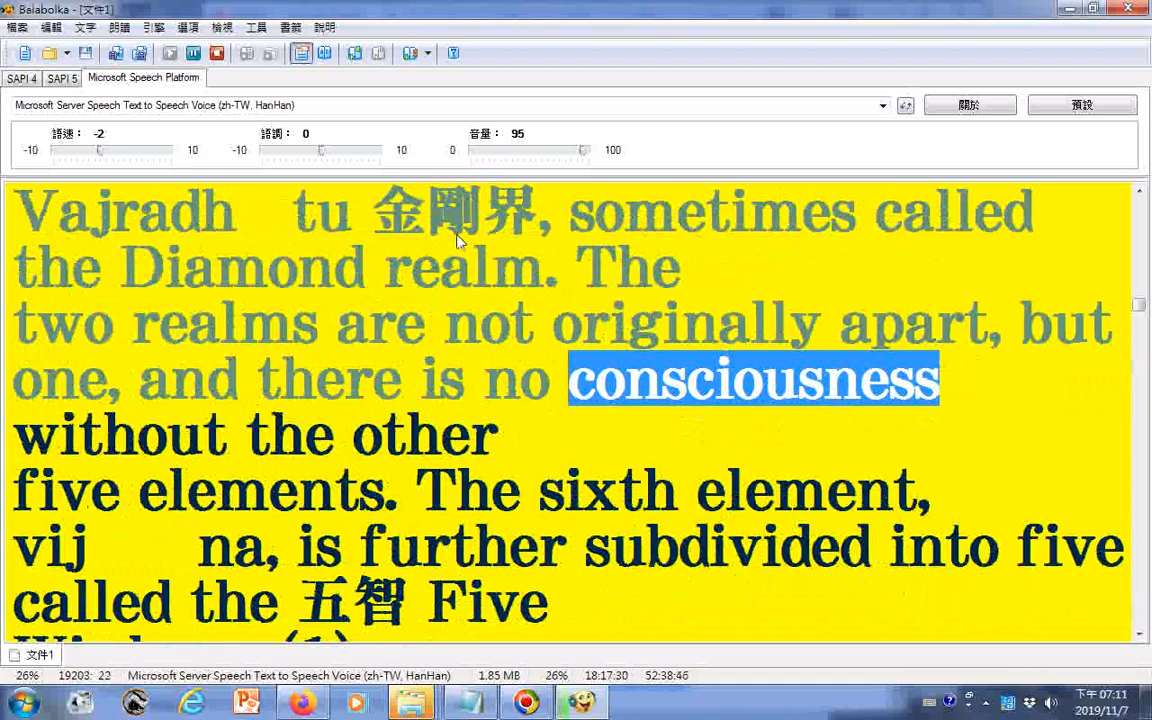 Balabolka - [文件1]
檔案 編輯 文字 朗讀 引擎 選項 檢視 工具 書籤 說明
SAPI 4 SAPI 5 Microsoft Speech Platform
Microsoft Server Speech Text to Speech Voice (zh-TW, HanHan) 關於 預設
語速： -2 語調： 0 音量： 95
-10 10 -10 10 0 100
Vajradh tu 金剛界, sometimes called
the Diamond realm. The
two realms are not originally apart, but
one, and there is no consciousness
without the other
five elements. The sixth element,
vij na, is further subdivided into five
called the 五智 Five
文件1
26% 19203: 23 Microsoft Server Speech Text to Speech Voice (zh-TW, HanHan) 1.85 MB 26% 18:17:30 52:38:46
下午 07:11
2019/11/7